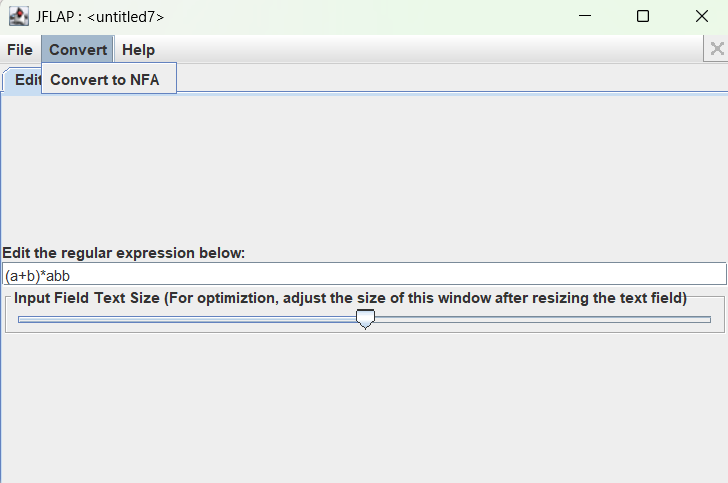 JFLAP : <untitled7>
File Convert Help
Convert to NFA
Edit the regular expression below:
(a+b)*abb
Input Field Text Size (For optimiztion, adjust the size of this window after resizing the text field)